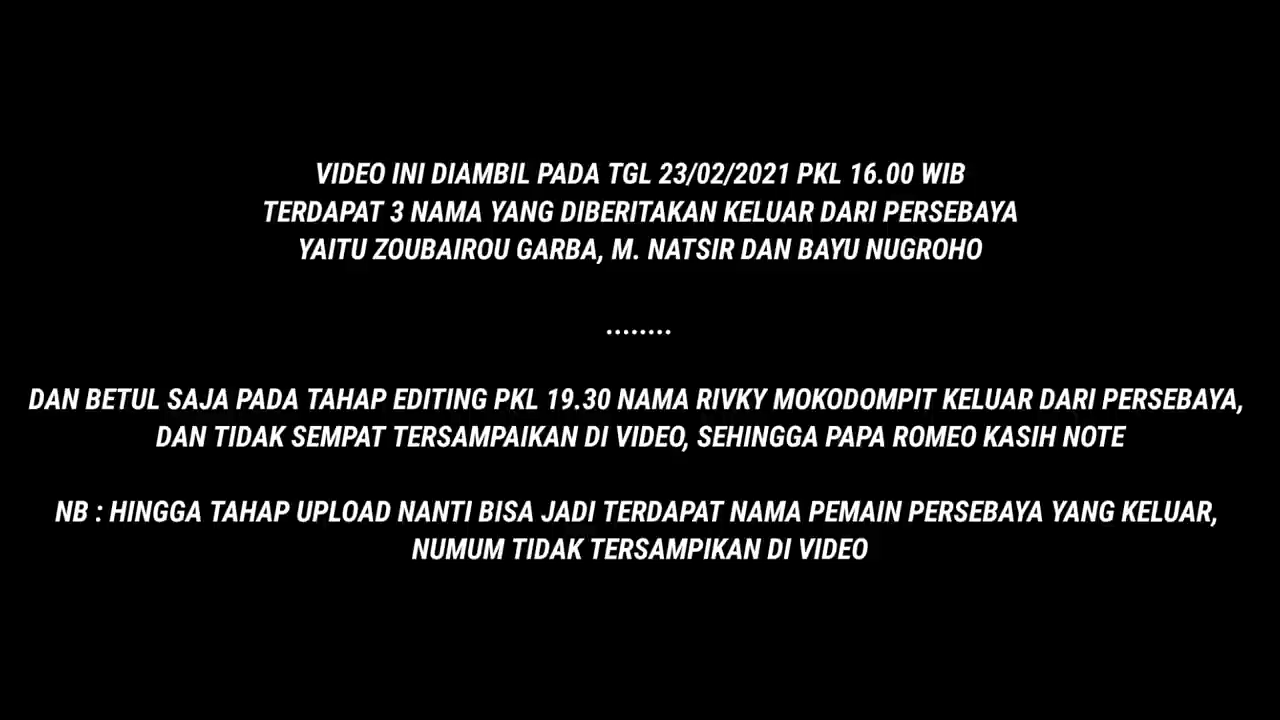 VIDEO INI DIAMBIL PADA TGL 23/02/2021 PKL 16.00 WIB
TERDAPAT 3 NAMA YANG DIBERITAKAN KELUAR DARI PERSEBAYA
YAITU ZOUBAIROU GARBA, M. NATSIR DAN BAYU NUGROHO
........
DAN BETUL SAJA PADA TAHAP EDITING PKL 19.30 NAMA RIVKY MOKODOMPIT KELUAR DARI PERSEBAYA,
DAN TIDAK SEMPAT TERSAMPAIKAN DI VIDEO, SEHINGGA PAPA ROMEO KASIH NOTE
NB : HINGGA TAHAP UPLOAD NANTI BISA JADI TERDAPAT NAMA PEMAIN PERSEBAYA YANG KELUAR,
NUMUM TIDAK TERSAMPIKAN DI VIDEO